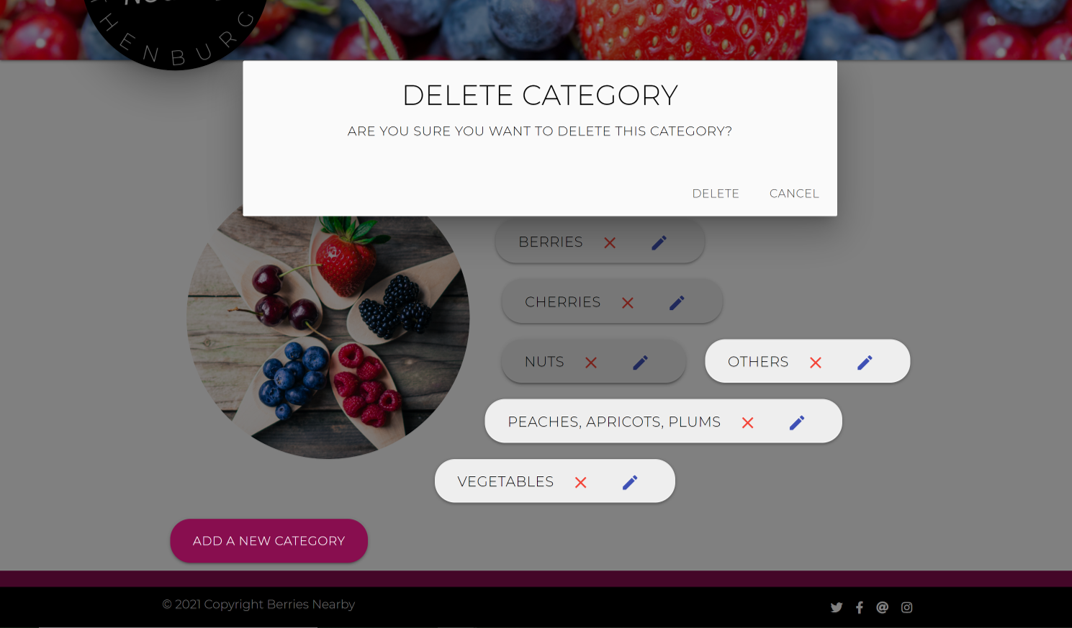 HENBURG
DELETE CATEGORY
ARE YOU SURE YOU WANT TO DELETE THIS CATEGORY?
DELETE CANCEL
BERRIES
CHERRIES
NUTS OTHERS
PEACHES, APRICOTS, PLUMS
VEGETABLES
ADD A NEW CATEGORY
© 2021 Copyright Berries Nearby